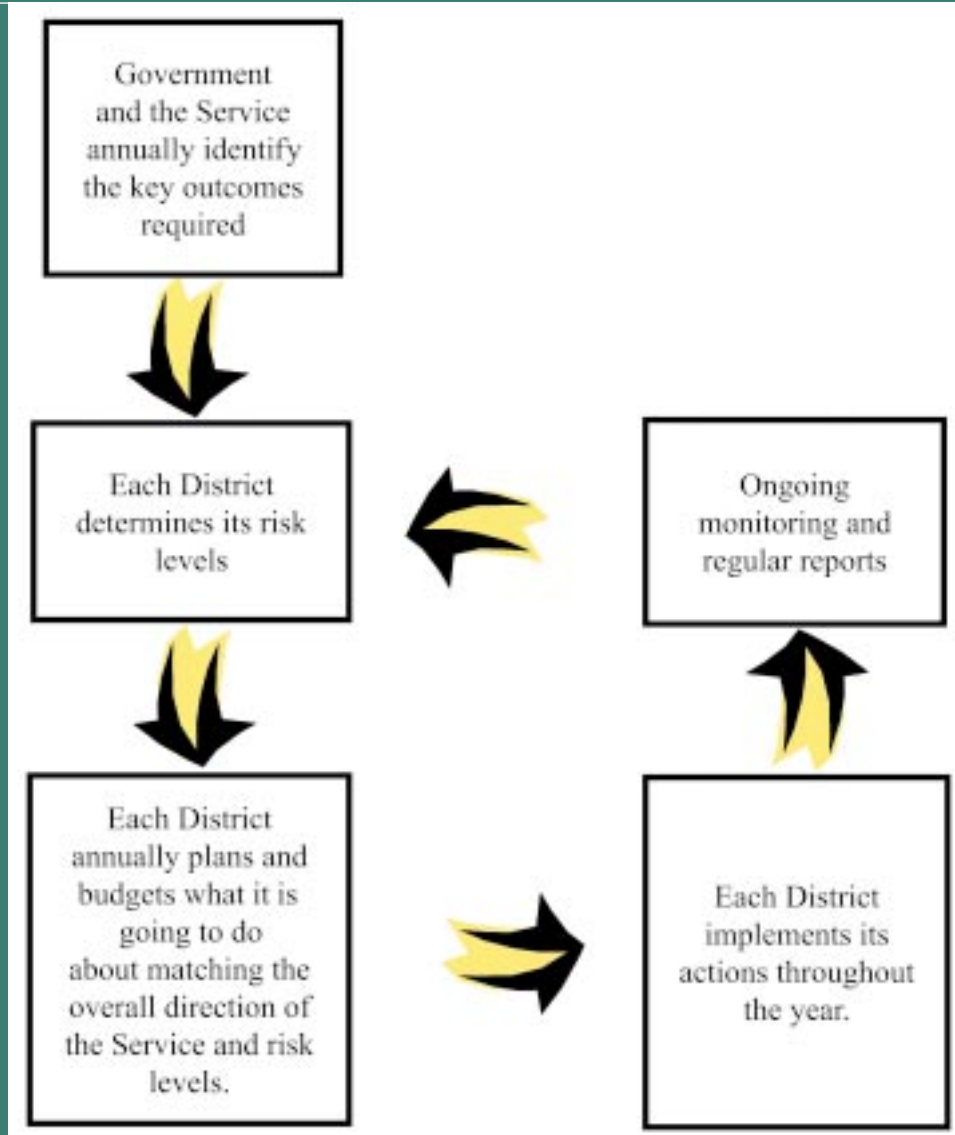 Government
and the Service
annually identify
the key outcomes
required
Each District
determines its risk
levels
Ongoing
monitoring and
regular reports
Each District
annually plans and
budgets what it is
going to do
about matching the
overall direction of
the Service and risk
levels.
Each District
implements its
actions throughout
the year.